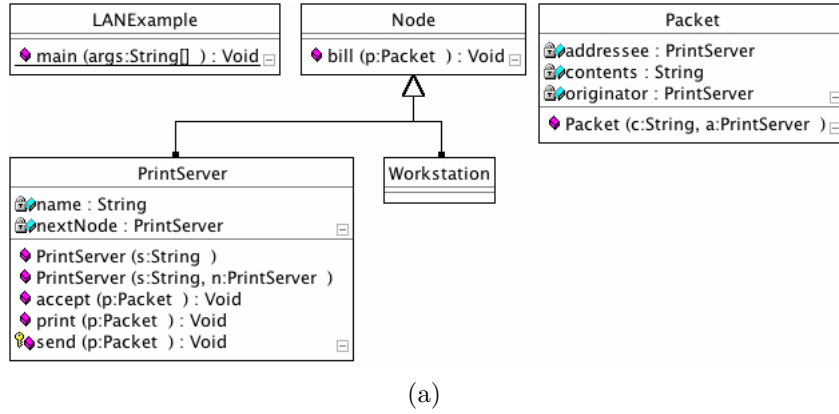 LANExample
main (args:String[] ) : Void
Node
bill (p:Packet ) : Void
Packet
addressee : PrintServer
contents : String
originator : PrintServer
Packet (c:String, a:PrintServer )
PrintServer
name : String
nextNode : PrintServer
PrintServer (s:String )
PrintServer (s:String, n:PrintServer )
accept (p:Packet ) : Void
print (p:Packet ) : Void
send (p:Packet ) : Void
Workstation
(a)